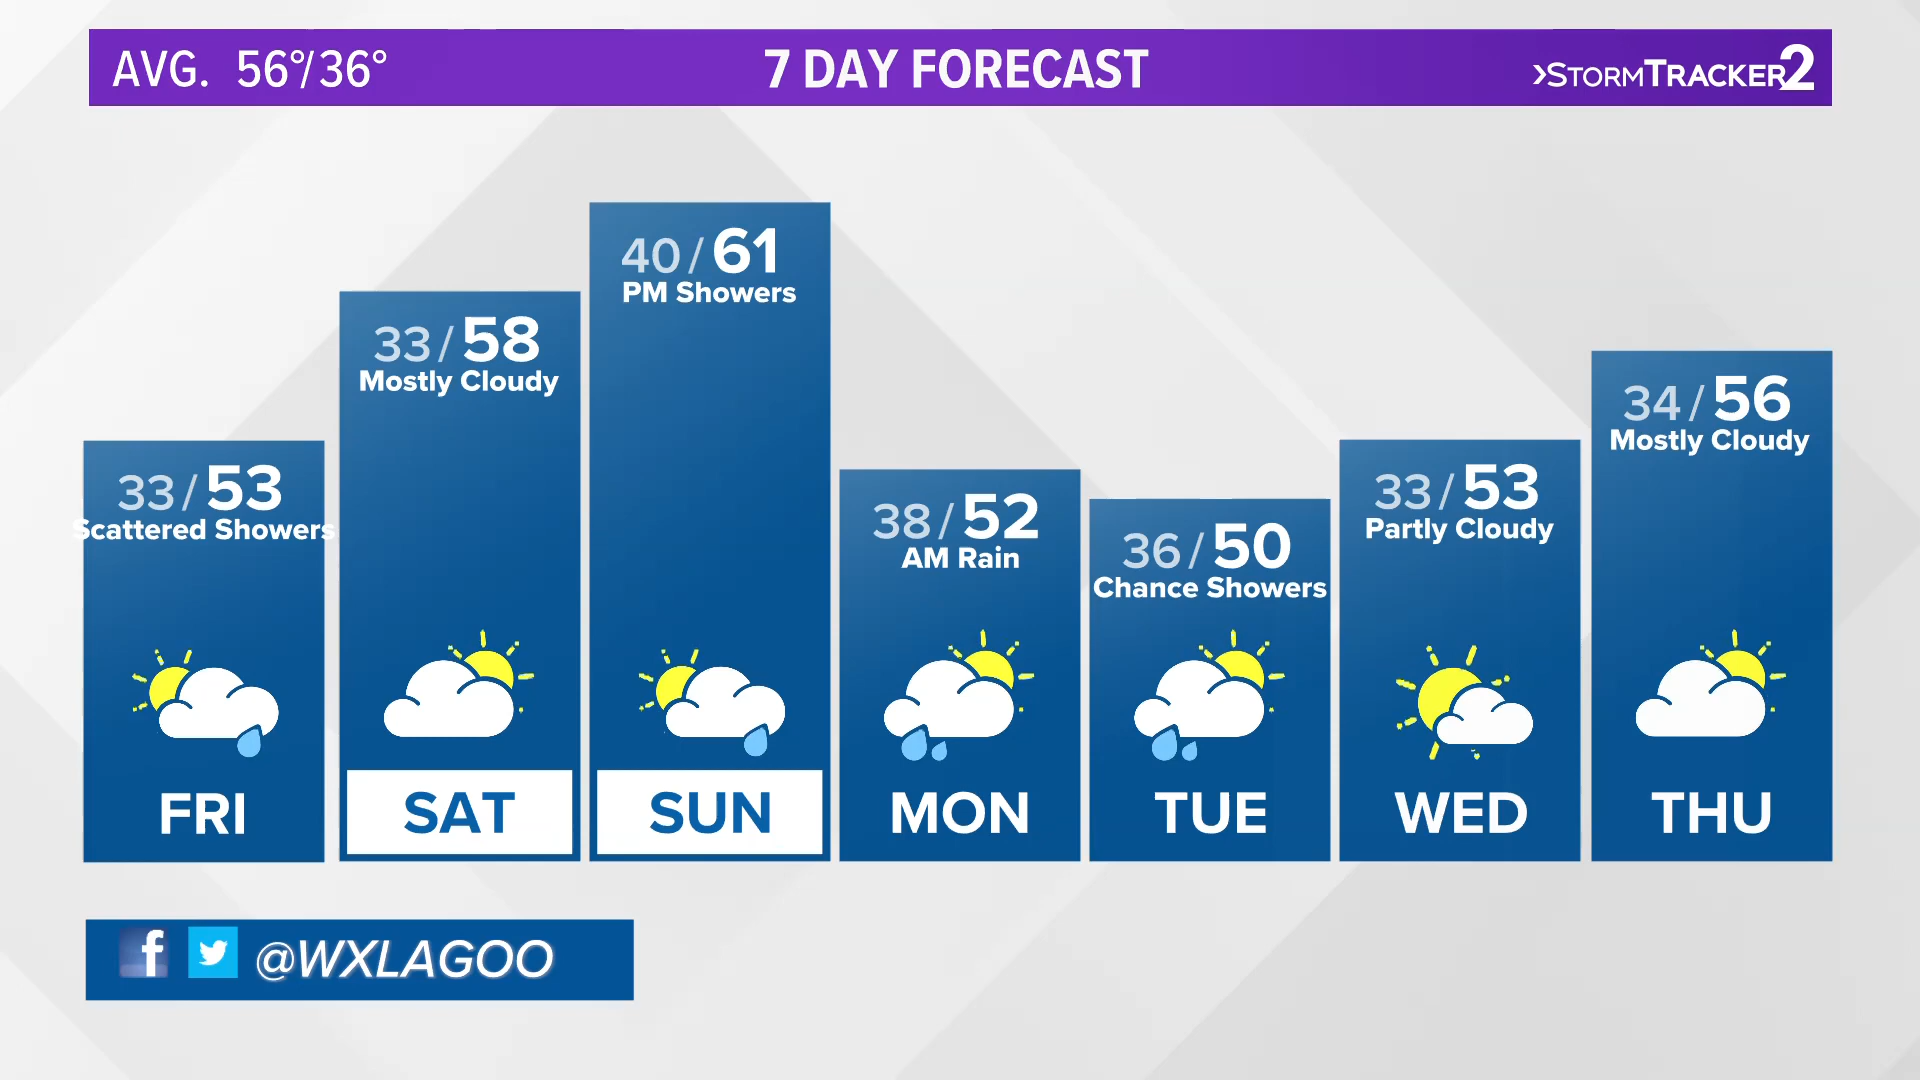 AVG. 56°/36°
7 DAY FORECAST
›STORMTRACKER2
33/53
Scattered Showers
FRI
33/58
Mostly Cloudy
SAT
40/61
PM Showers
SUN
38/52
AM Rain
MON
36/50
Chance Showers
TUE
33/53
Partly Cloudy
WED
34/56
Mostly Cloudy
THU
f @WXLAGOO